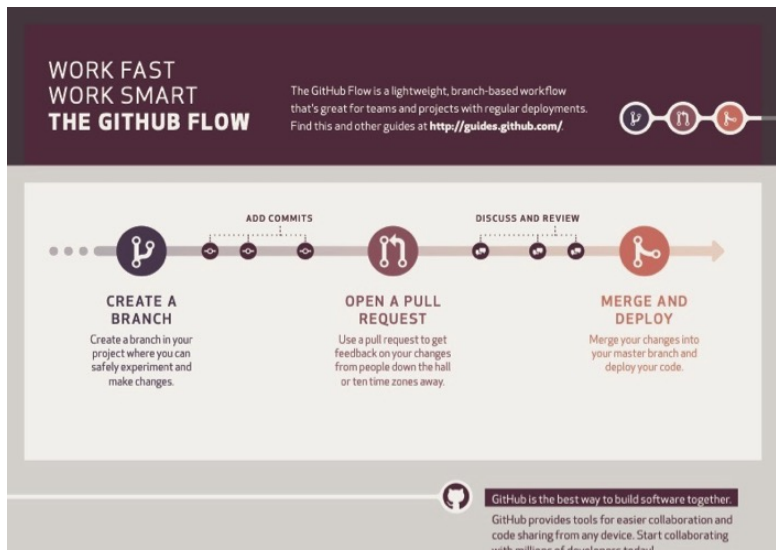 WORK FAST
WORK SMART
THE GITHUB FLOW
The GitHub Flow is a lightweight, branch-based workflow
that's great for teams and projects with regular deployments.
Find this and other guides at http://guides.github.com/.
ADD COMMITS
DISCUSS AND REVIEW
CREATE A
BRANCH
Create a branch in your
project where you can
safely experiment and
make changes.
OPEN A PULL
REQUEST
Use a pull request to get
feedback on your changes
from people down the hall
or ten time zones away.
MERGE AND
DEPLOY
Merge your changes into
your master branch and
deploy your code.
GitHub is the best way to build software together.
GitHub provides tools for easier collaboration and
code sharing from any device. Start collaborating
with millions of developers today!